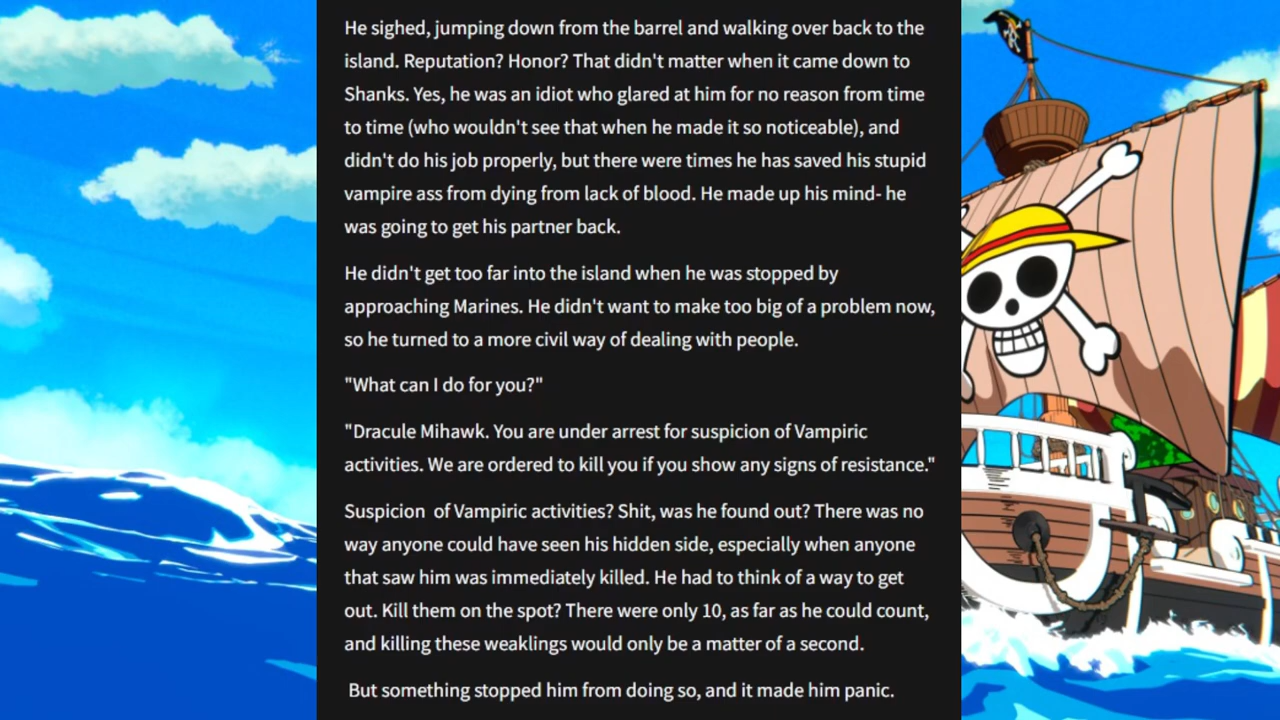 He sighed, jumping down from the barrel and walking over back to the
island. Reputation? Honor? That didn't matter when it came down to
Shanks. Yes, he was an idiot who glared at him for no reason from time
to time (who wouldn't see that when he made it so noticeable), and
didn't do his job properly, but there were times he has saved his stupid
vampire ass from dying from lack of blood. He made up his mind- he
was going to get his partner back.
He didn't get too far into the island when he was stopped by
approaching Marines. He didn't want to make too big of a problem now,
so he turned to a more civil way of dealing with people.
"What can I do for you?"
"Dracule Mihawk. You are under arrest for suspicion of Vampiric
activities. We are ordered to kill you if you show any signs of resistance."
Suspicion  of Vampiric activities? Shit, was he found out? There was no
way anyone could have seen his hidden side, especially when anyone
that saw him was immediately killed. He had to think of a way to get
out. Kill them on the spot? There were only 10, as far as he could count,
and killing these weaklings would only be a matter of a second.
But something stopped him from doing so, and it made him panic.